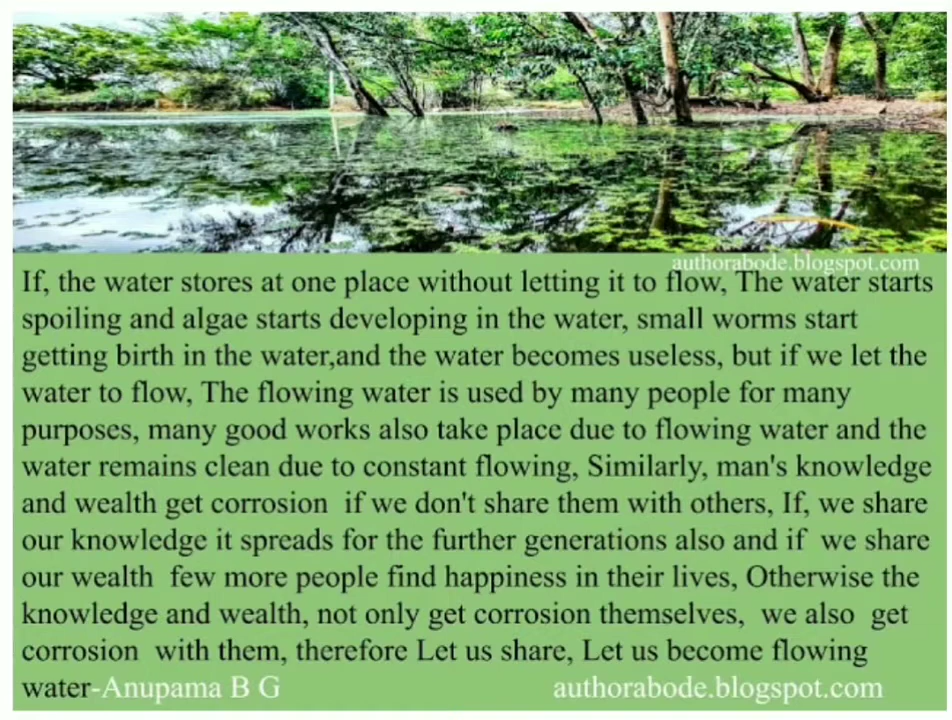 authorabode.blogspot.com
If, the water stores at one place without letting it to flow, The water starts
spoiling and algae starts developing in the water, small worms start
getting birth in the water,and the water becomes useless, but if we let the
water to flow, The flowing water is used by many people for many
purposes, many good works also take place due to flowing water and the
water remains clean due to constant flowing, Similarly, man's knowledge
and wealth get corrosion  if we don't share them with others, If, we share
our knowledge it spreads for the further generations also and if  we share
our wealth  few more people find happiness in their lives, Otherwise the
knowledge and wealth, not only get corrosion themselves,  we also  get
corrosion  with them, therefore Let us share, Let us become flowing
water-Anupama B G authorabode.blogspot.com